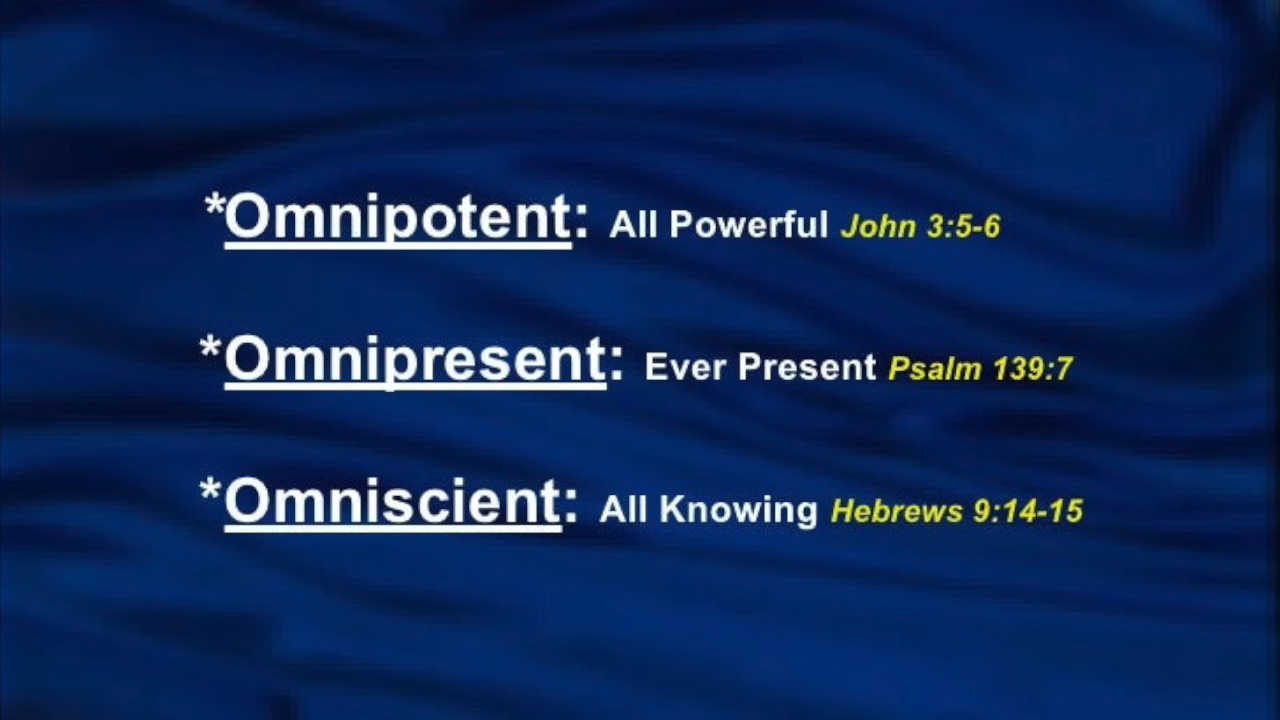 *Omnipotent: All Powerful John 3:5-6
*Omnipresent: Ever Present Psalm 139:7
*Omniscient: All Knowing Hebrews 9:14-15